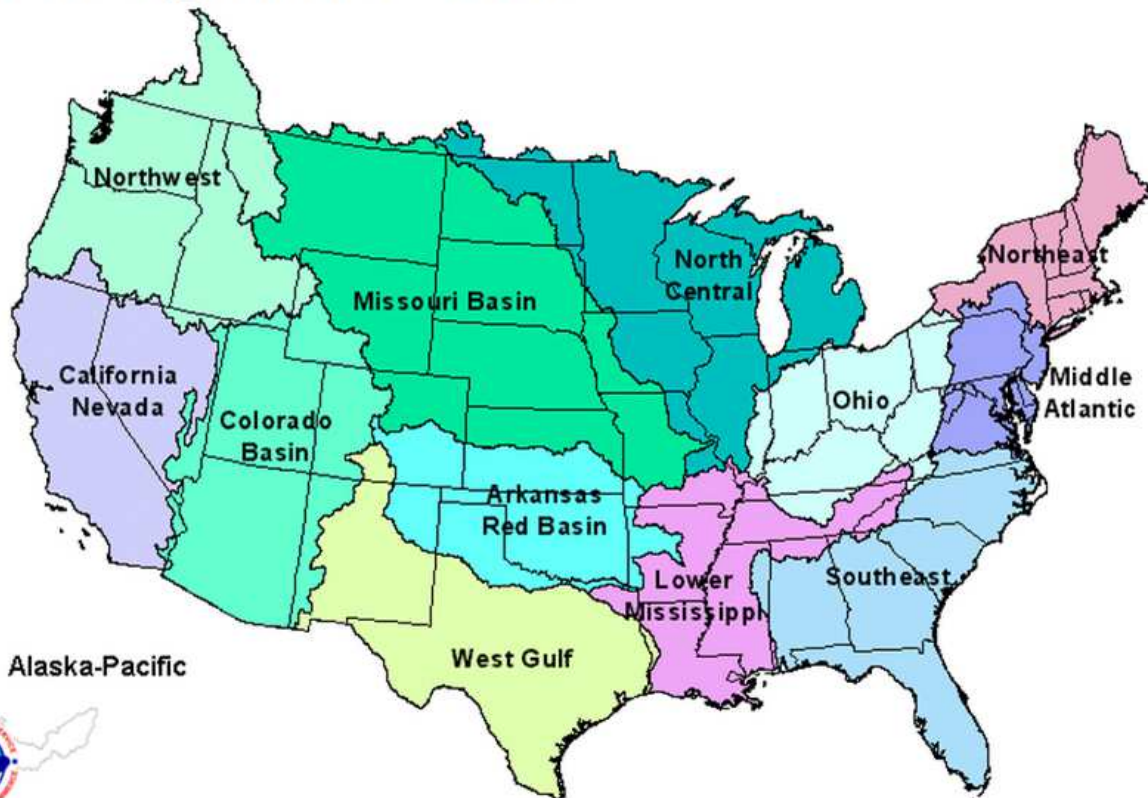 Northwest
Northeast
North
Central
Missouri Basin
California
Nevada
Middle
Atlantic
Ohio
Colorado
Basin
Arkansas
Red Basin
Lower
Mississippi
Southeast
West Gulf
Alaska-Pacific